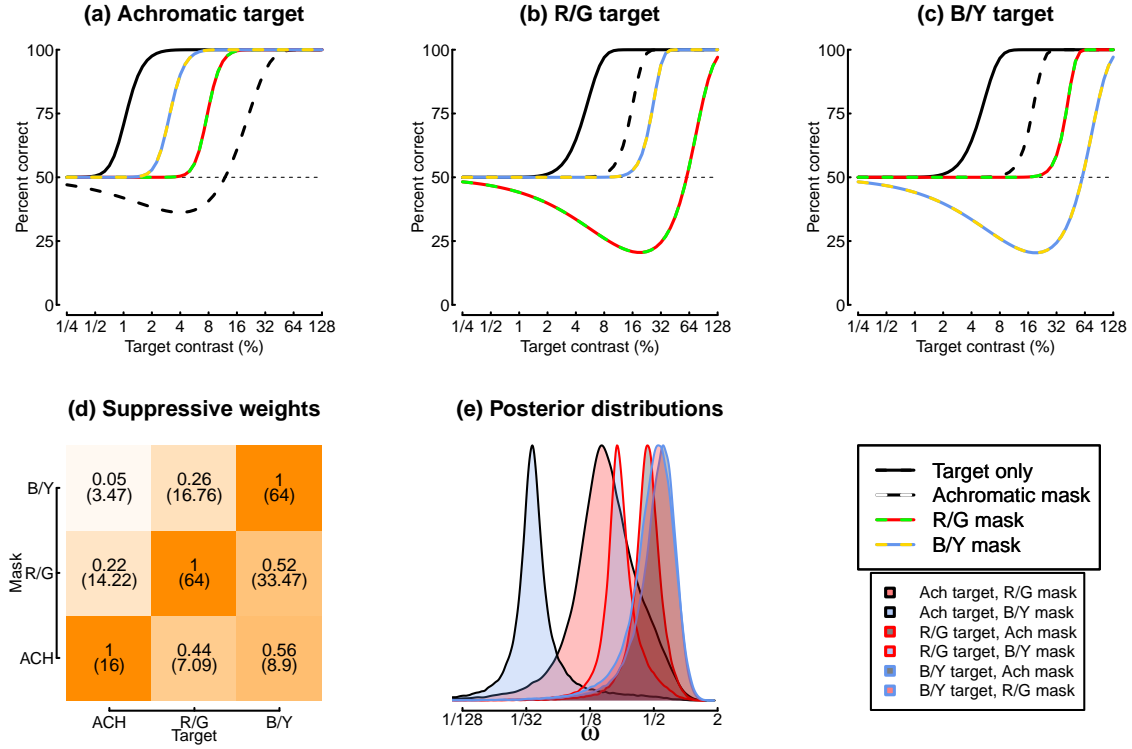 (a) Achromatic target
(b) R/G target
(c) B/Y target
Percent correct
100
75
50
25
0
1/4 1/2 1 2 4 8 16 32 64 128
Target contrast (%)
Percent correct
100
75
50
25
0
1/4 1/2 1 2 4 8 16 32 64 128
Target contrast (%)
Percent correct
100
75
50
25
0
1/4 1/2 1 2 4 8 16 32 64 128
Target contrast (%)
(d) Suppressive weights
Mask
B/Y
R/G
ACH
0.05
(3.47)
0.26
(16.76)
1
(64)
0.22
(14.22)
1
(64)
0.52
(33.47)
1
(16)
0.44
(7.09)
0.56
(8.9)
ACH R/G B/Y
Target
(e) Posterior distributions
1/128 1/32 1/8 1/2 2
ω
Target only
Achromatic mask
R/G mask
B/Y mask
Ach target, R/G mask
Ach target, B/Y mask
R/G target, Ach mask
R/G target, B/Y mask
B/Y target, Ach mask
B/Y target, R/G mask